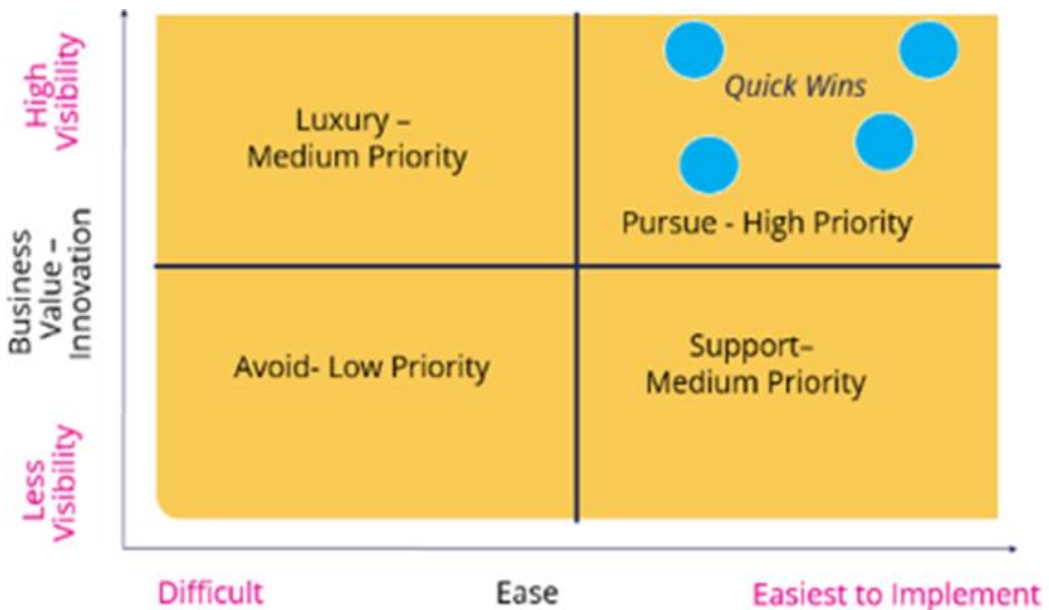 High
Visibility
Business
Value –
Innovation
Less
Visibility
Luxury –
Medium Priority
Quick Wins
Pursue - High Priority
Avoid- Low Priority
Support–
Medium Priority
Difficult
Ease
Easiest to Implement